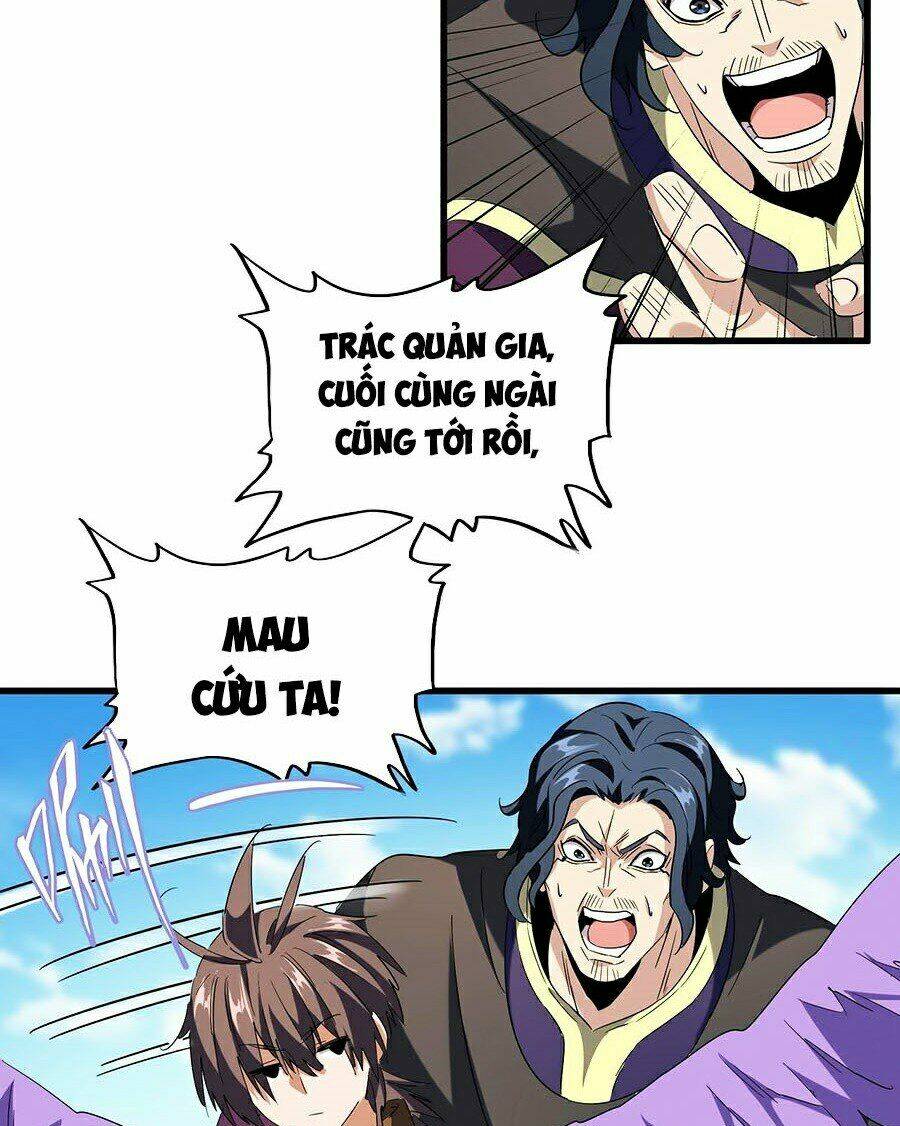 TRÁC QUẢN GIA,
CUỐI CÙNG NGÀI
CŨNG TỚI RỒI,
MAU
CỨU TA!